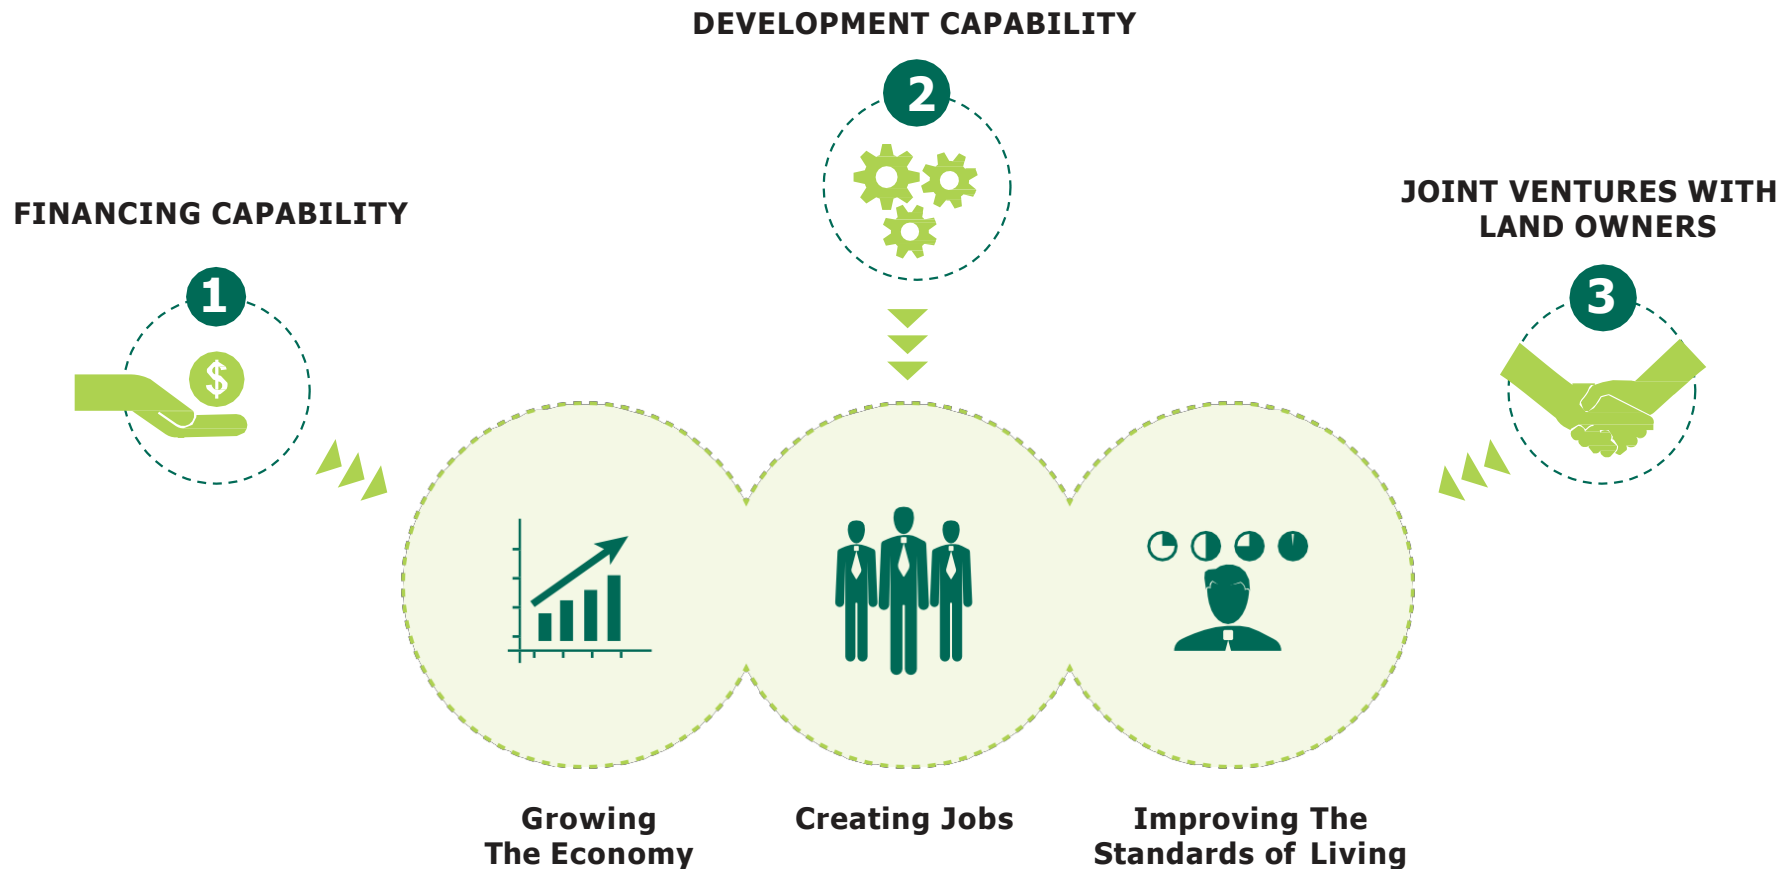 DEVELOPMENT CAPABILITY
2
FINANCING CAPABILITY
1
$
JOINT VENTURES WITH
LAND OWNERS
3
Growing
The Economy
Creating Jobs
Improving The
Standards of Living